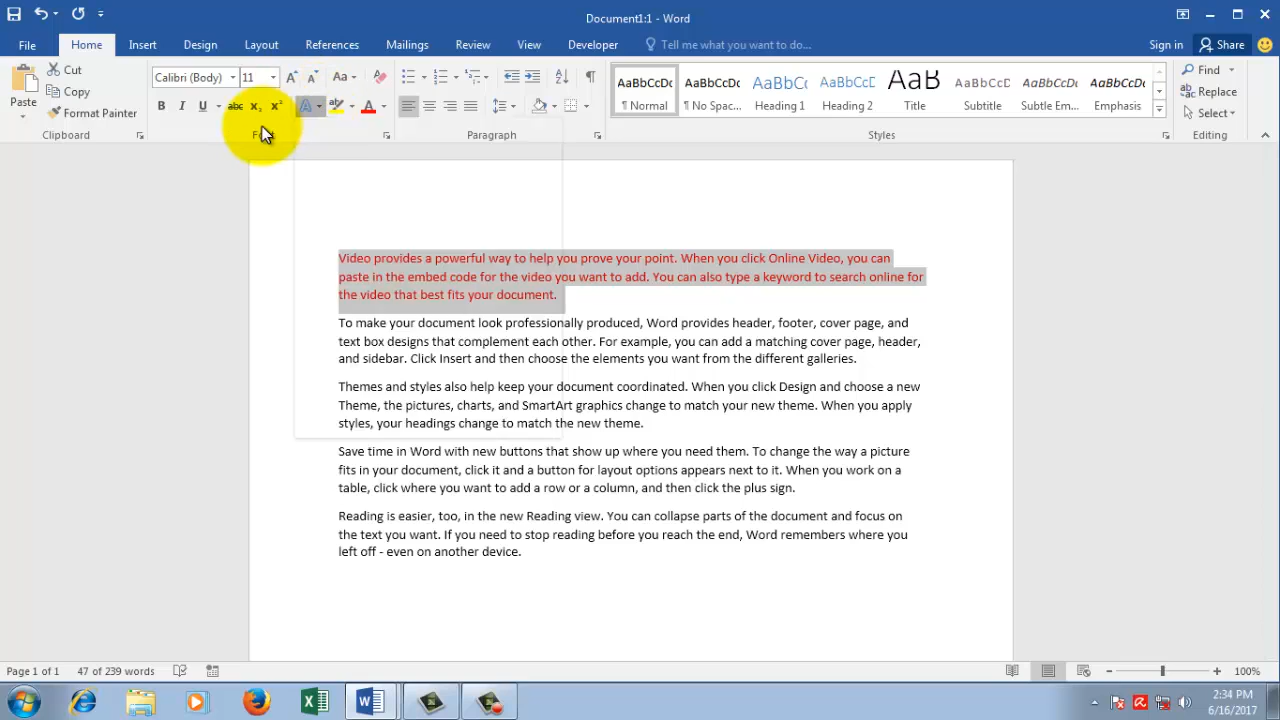 Document1:1 - Word
File Home Insert Design Layout References Mailings Review View Developer Tell me what you want to do... Sign in Share
Paste
Cut
Copy
Format Painter
Clipboard
Calibri (Body) 11
Paragraph
AaBbCcDc AaBbCcDc AaBbCc AaBbCcC AaB AaBbCcD AaBbCcDc AaBbCcDc
¶ Normal ¶ No Spac... Heading 1 Heading 2 Title Subtitle Subtle Em... Emphasis
Styles
Find
Replace
Select
Editing
Video provides a powerful way to help you prove your point. When you click Online Video, you can
paste in the embed code for the video you want to add. You can also type a keyword to search online for
the video that best fits your document.
To make your document look professionally produced, Word provides header, footer, cover page, and
text box designs that complement each other. For example, you can add a matching cover page, header,
and sidebar. Click Insert and then choose the elements you want from the different galleries.
Themes and styles also help keep your document coordinated. When you click Design and choose a new
Theme, the pictures, charts, and SmartArt graphics change to match your new theme. When you apply
styles, your headings change to match the new theme.
Save time in Word with new buttons that show up where you need them. To change the way a picture
fits in your document, click it and a button for layout options appears next to it. When you work on a
table, click where you want to add a row or a column, and then click the plus sign.
Reading is easier, too, in the new Reading view. You can collapse parts of the document and focus on
the text you want. If you need to stop reading before you reach the end, Word remembers where you
left off - even on another device.
Page 1 of 1 47 of 239 words 100%
2:34 PM
6/16/2017